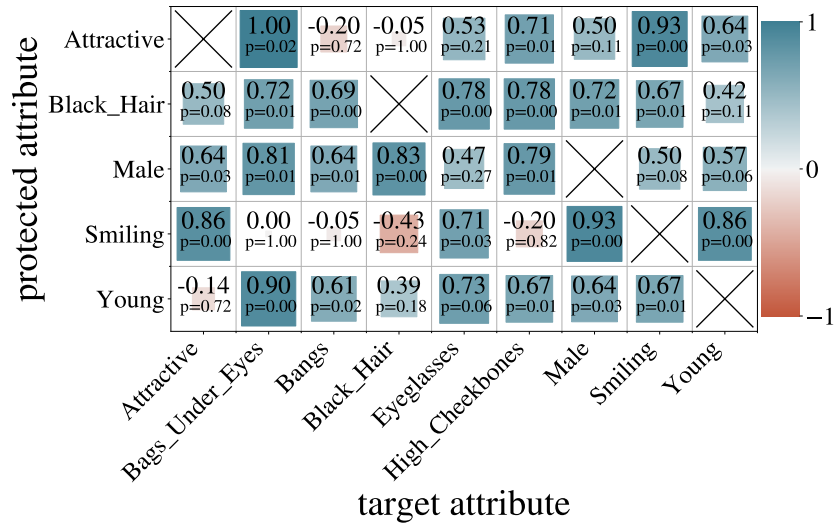 protected attribute
Attractive
1.00 -0.20 -0.05 0.53 0.71 0.50 0.93 0.64
p=0.02 p=0.72 p=1.00 p=0.21 p=0.01 p=0.11 p=0.00 p=0.03
Black_Hair
0.50 0.72 0.69 0.78 0.78 0.72 0.67 0.42
p=0.08 p=0.01 p=0.00 p=0.00 p=0.00 p=0.01 p=0.01 p=0.11
Male
0.64 0.81 0.64 0.83 0.47 0.79 0.50 0.57
p=0.03 p=0.01 p=0.01 p=0.00 p=0.27 p=0.01 p=0.08 p=0.06
Smiling
0.86 0.00 -0.05 -0.43 0.71 -0.20 0.93 0.86
p=0.00 p=1.00 p=1.00 p=0.24 p=0.03 p=0.82 p=0.00 p=0.00
Young
-0.14 0.90 0.61 0.39 0.73 0.67 0.64 0.67
p=0.72 p=0.00 p=0.02 p=0.18 p=0.06 p=0.01 p=0.03 p=0.01
Attractive
Bags_Under_Eyes
Bangs
Black_Hair
Eyeglasses
High_Cheekbones
Male
Smiling
Young
target attribute
1
0
−1